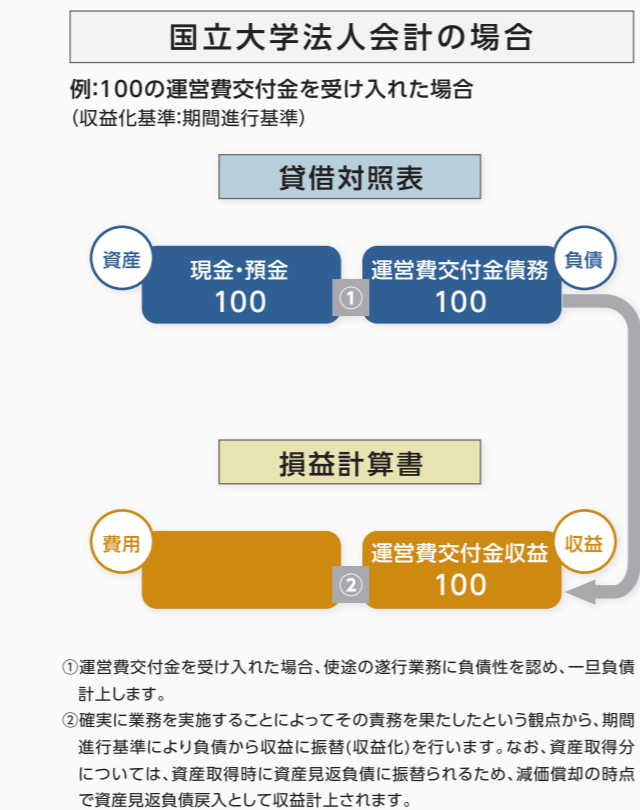 国立大学法人会計の場合
例:100の運営費交付金を受け入れた場合
(収益化基準:期間進行基準)
貸借対照表
資産
現金・預金
100
①
運営費交付金債務
100
負債
損益計算書
費用
②
運営費交付金収益
100
収益
①運営費交付金を受け入れた場合、使途の遂行業務に負債性を認め、一旦負債
計上します。
②確実に業務を実施することによってその責務を果たしたという観点から、期間
進行基準により負債から収益に振替(収益化)を行います。なお、資産取得分
については、資産取得時に資産見返負債に振替られるため、減価償却の時点
で資産見返負債戻入として収益計上されます。